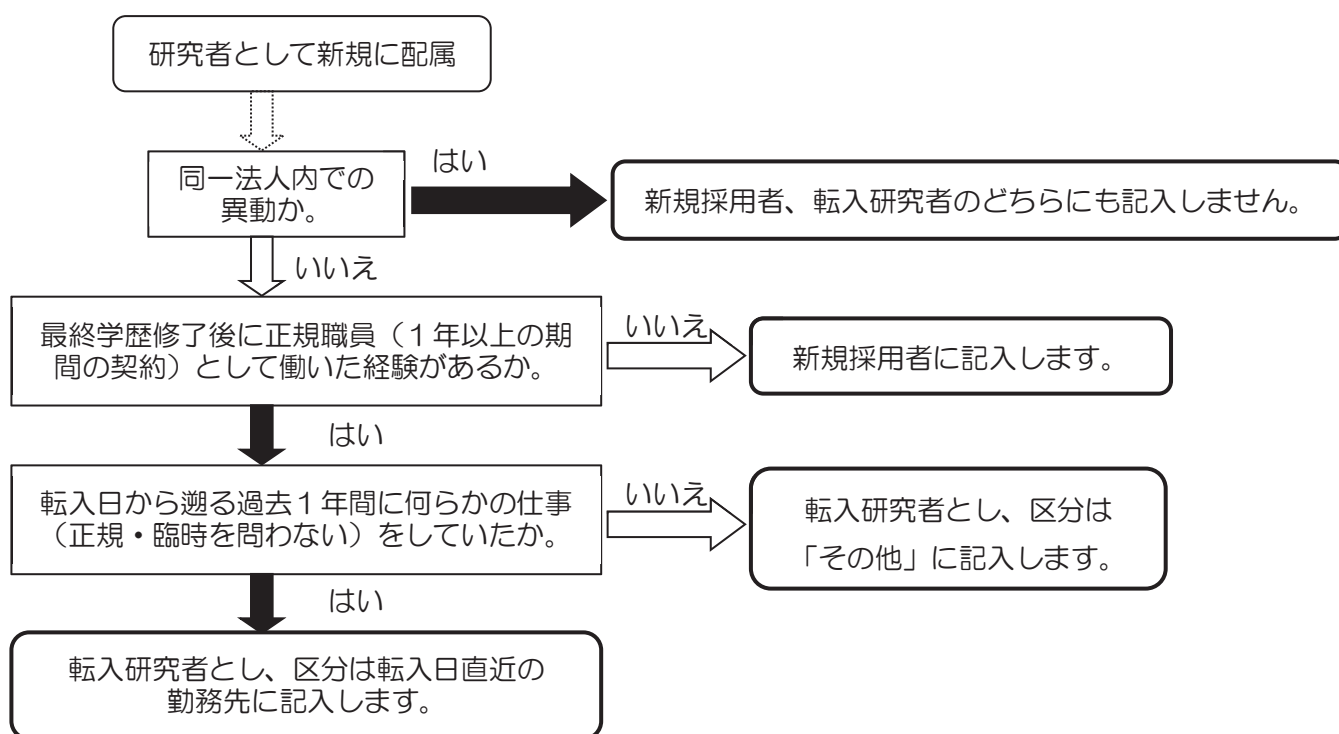 研究者として新規に配属
同一法人内での
異動か。
はい
新規採用者、転入研究者のどちらにも記入しません。
いいえ
最終学歴修了後に正規職員（１年以上の期
間の契約）として働いた経験があるか。
いいえ
新規採用者に記入します。
はい
転入日から遡る過去１年間に何らかの仕事
（正規・臨時を問わない）をしていたか。
いいえ
転入研究者とし、区分は
「その他」に記入します。
はい
転入研究者とし、区分は転入日直近の
勤務先に記入します。